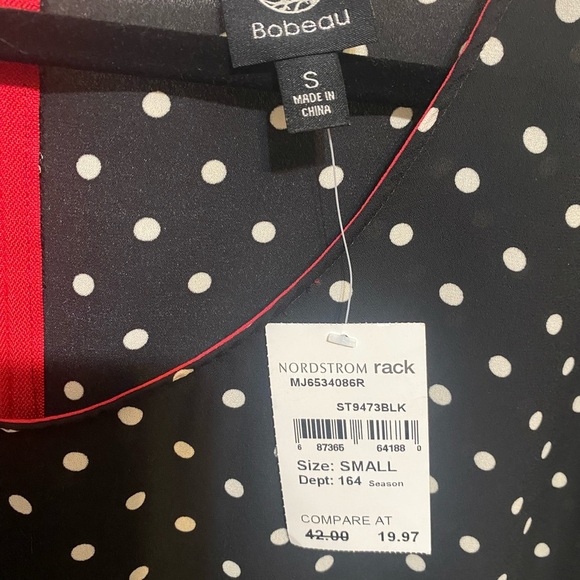 Bobeau
S
MADE IN
CHINA
NORDSTROM rack
MJ6534086R
ST9473BLK
6 87365 64188 0
Size: SMALL
Dept: 164 Season
COMPARE AT
42.00 19.97